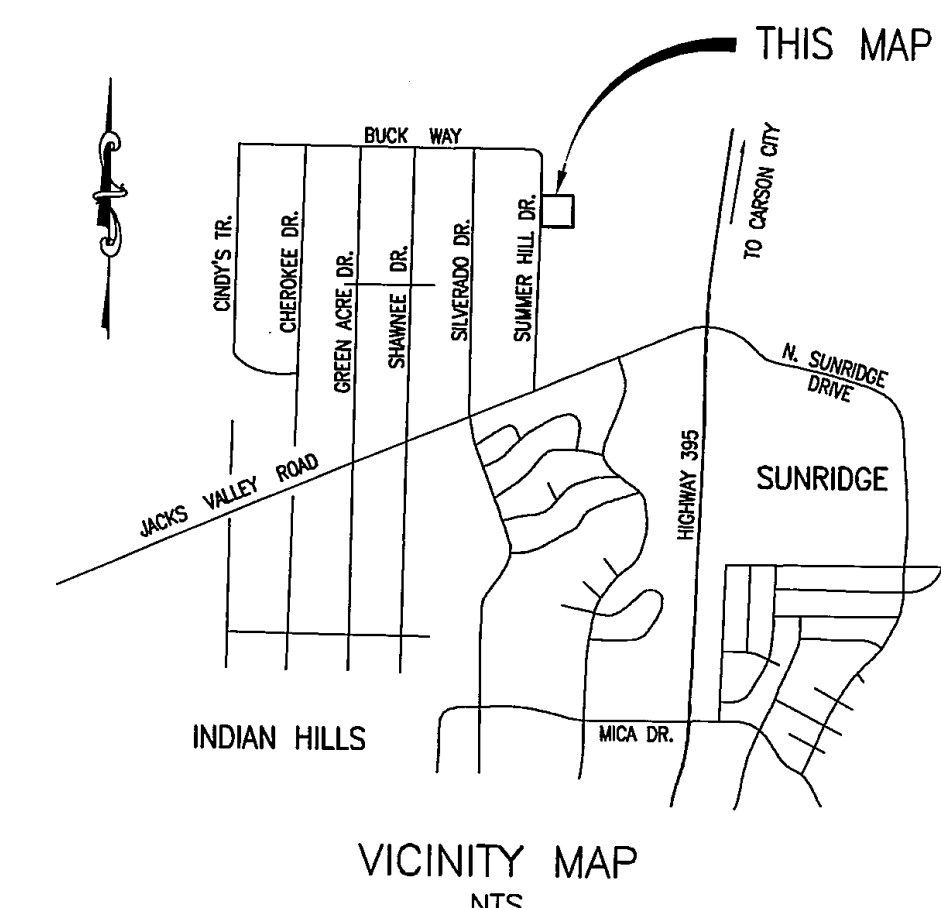 THIS MAP
BUCK WAY
TO CARSON CITY
CINDY'S TR.
CHEROKEE DR.
GREEN ACRE DR.
SHAWNEE DR.
SILVERADO DR.
SUMMER HILL DR.
N. SUNRIDGE
DRIVE
JACKS VALLEY ROAD
HIGHWAY 395
SUNRIDGE
INDIAN HILLS
MICA DR.
VICINITY MAP
NTS